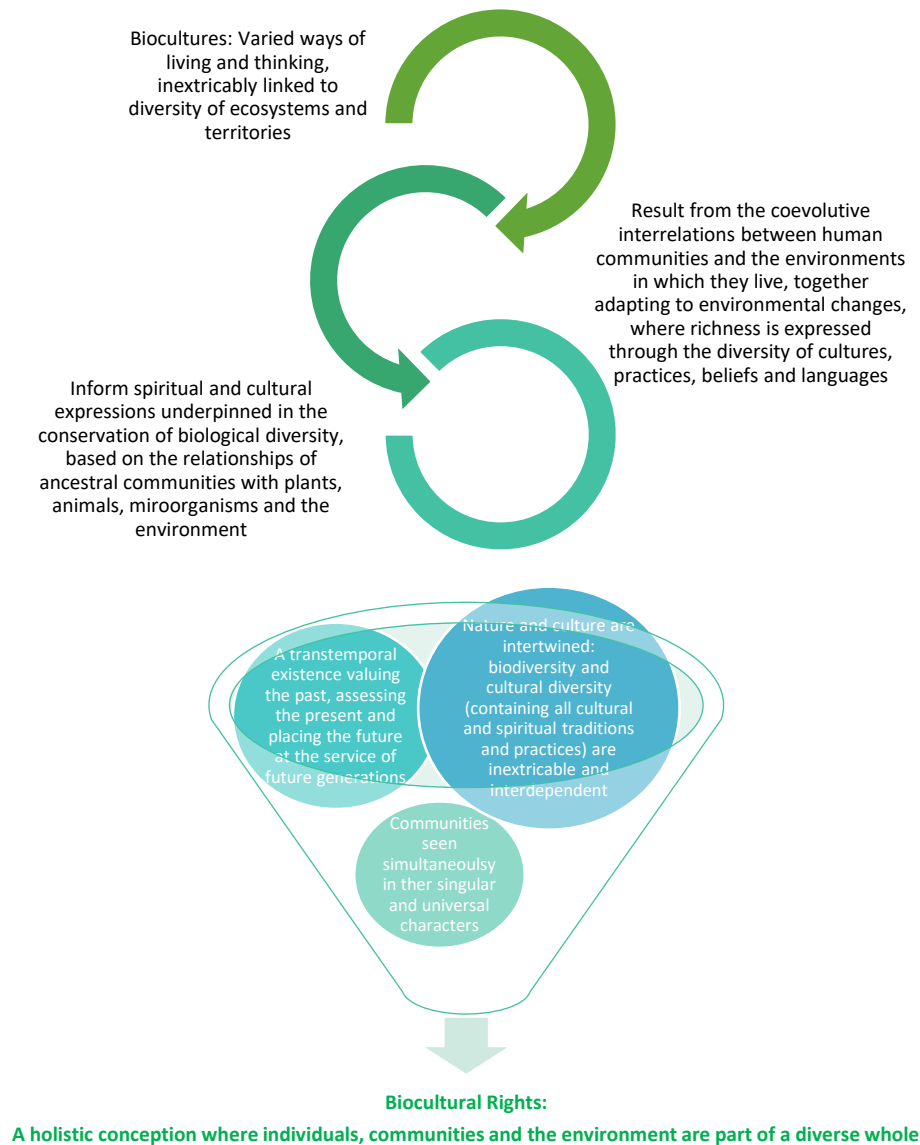 Biocultures: Varied ways of
living and thinking,
inextricably linked to
diversity of ecosystems and
territories
Result from the coevolutive
interrelations between human
communities and the environments
in which they live, together
adapting to environmental changes,
where richness is expressed
through the diversity of cultures,
practices, beliefs and languages
Inform spiritual and cultural
expressions underpinned in the
conservation of biological diversity,
based on the relationships of
ancestral communities with plants,
animals, miroorganisms and the
environment
A transtemporal
existence valuing
the past, assessing
the present and
placing the future
at the service of
future generations
Nature and culture are
intertwined:
biodiversity and
cultural diversity
(containing all cultural
and spiritual traditions
and practices) are
inextricable and
interdependent
Communities
seen
simultaneoulsy
in ther singular
and universal
characters
Biocultural Rights:
A holistic conception where individuals, communities and the environment are part of a diverse whole